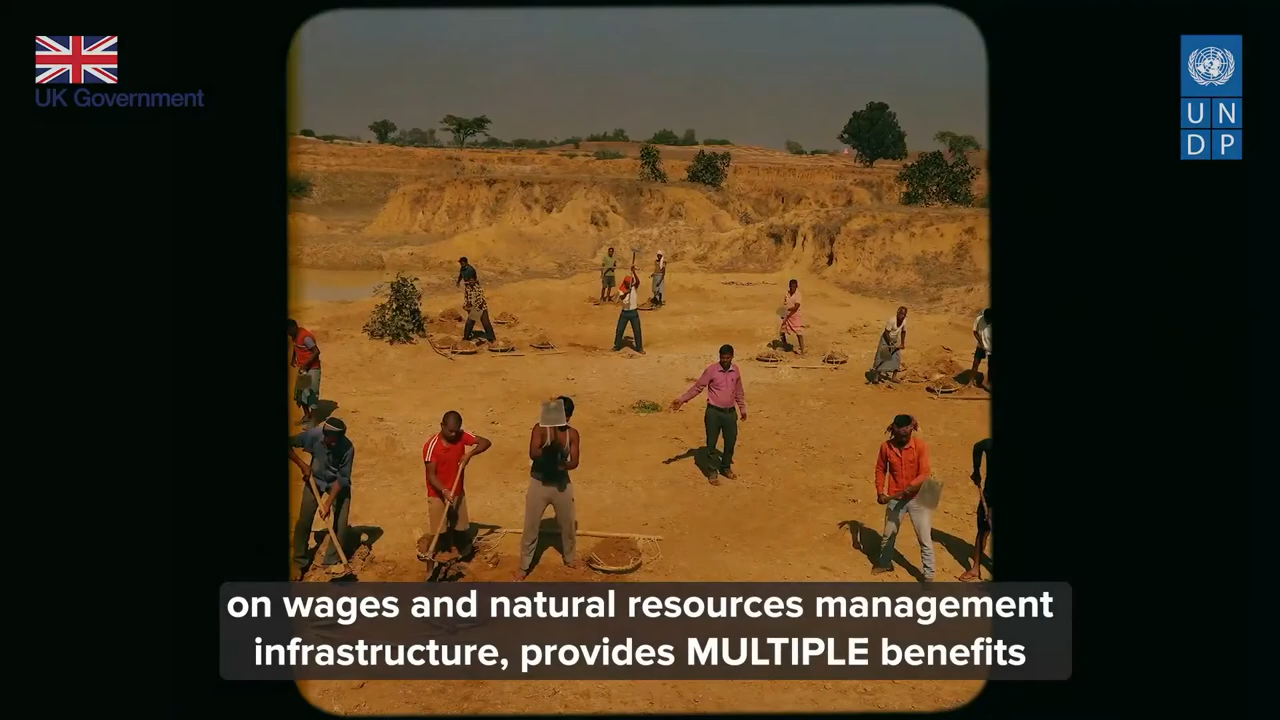 UK Government
U N
D P
on wages and natural resources management
infrastructure, provides MULTIPLE benefits